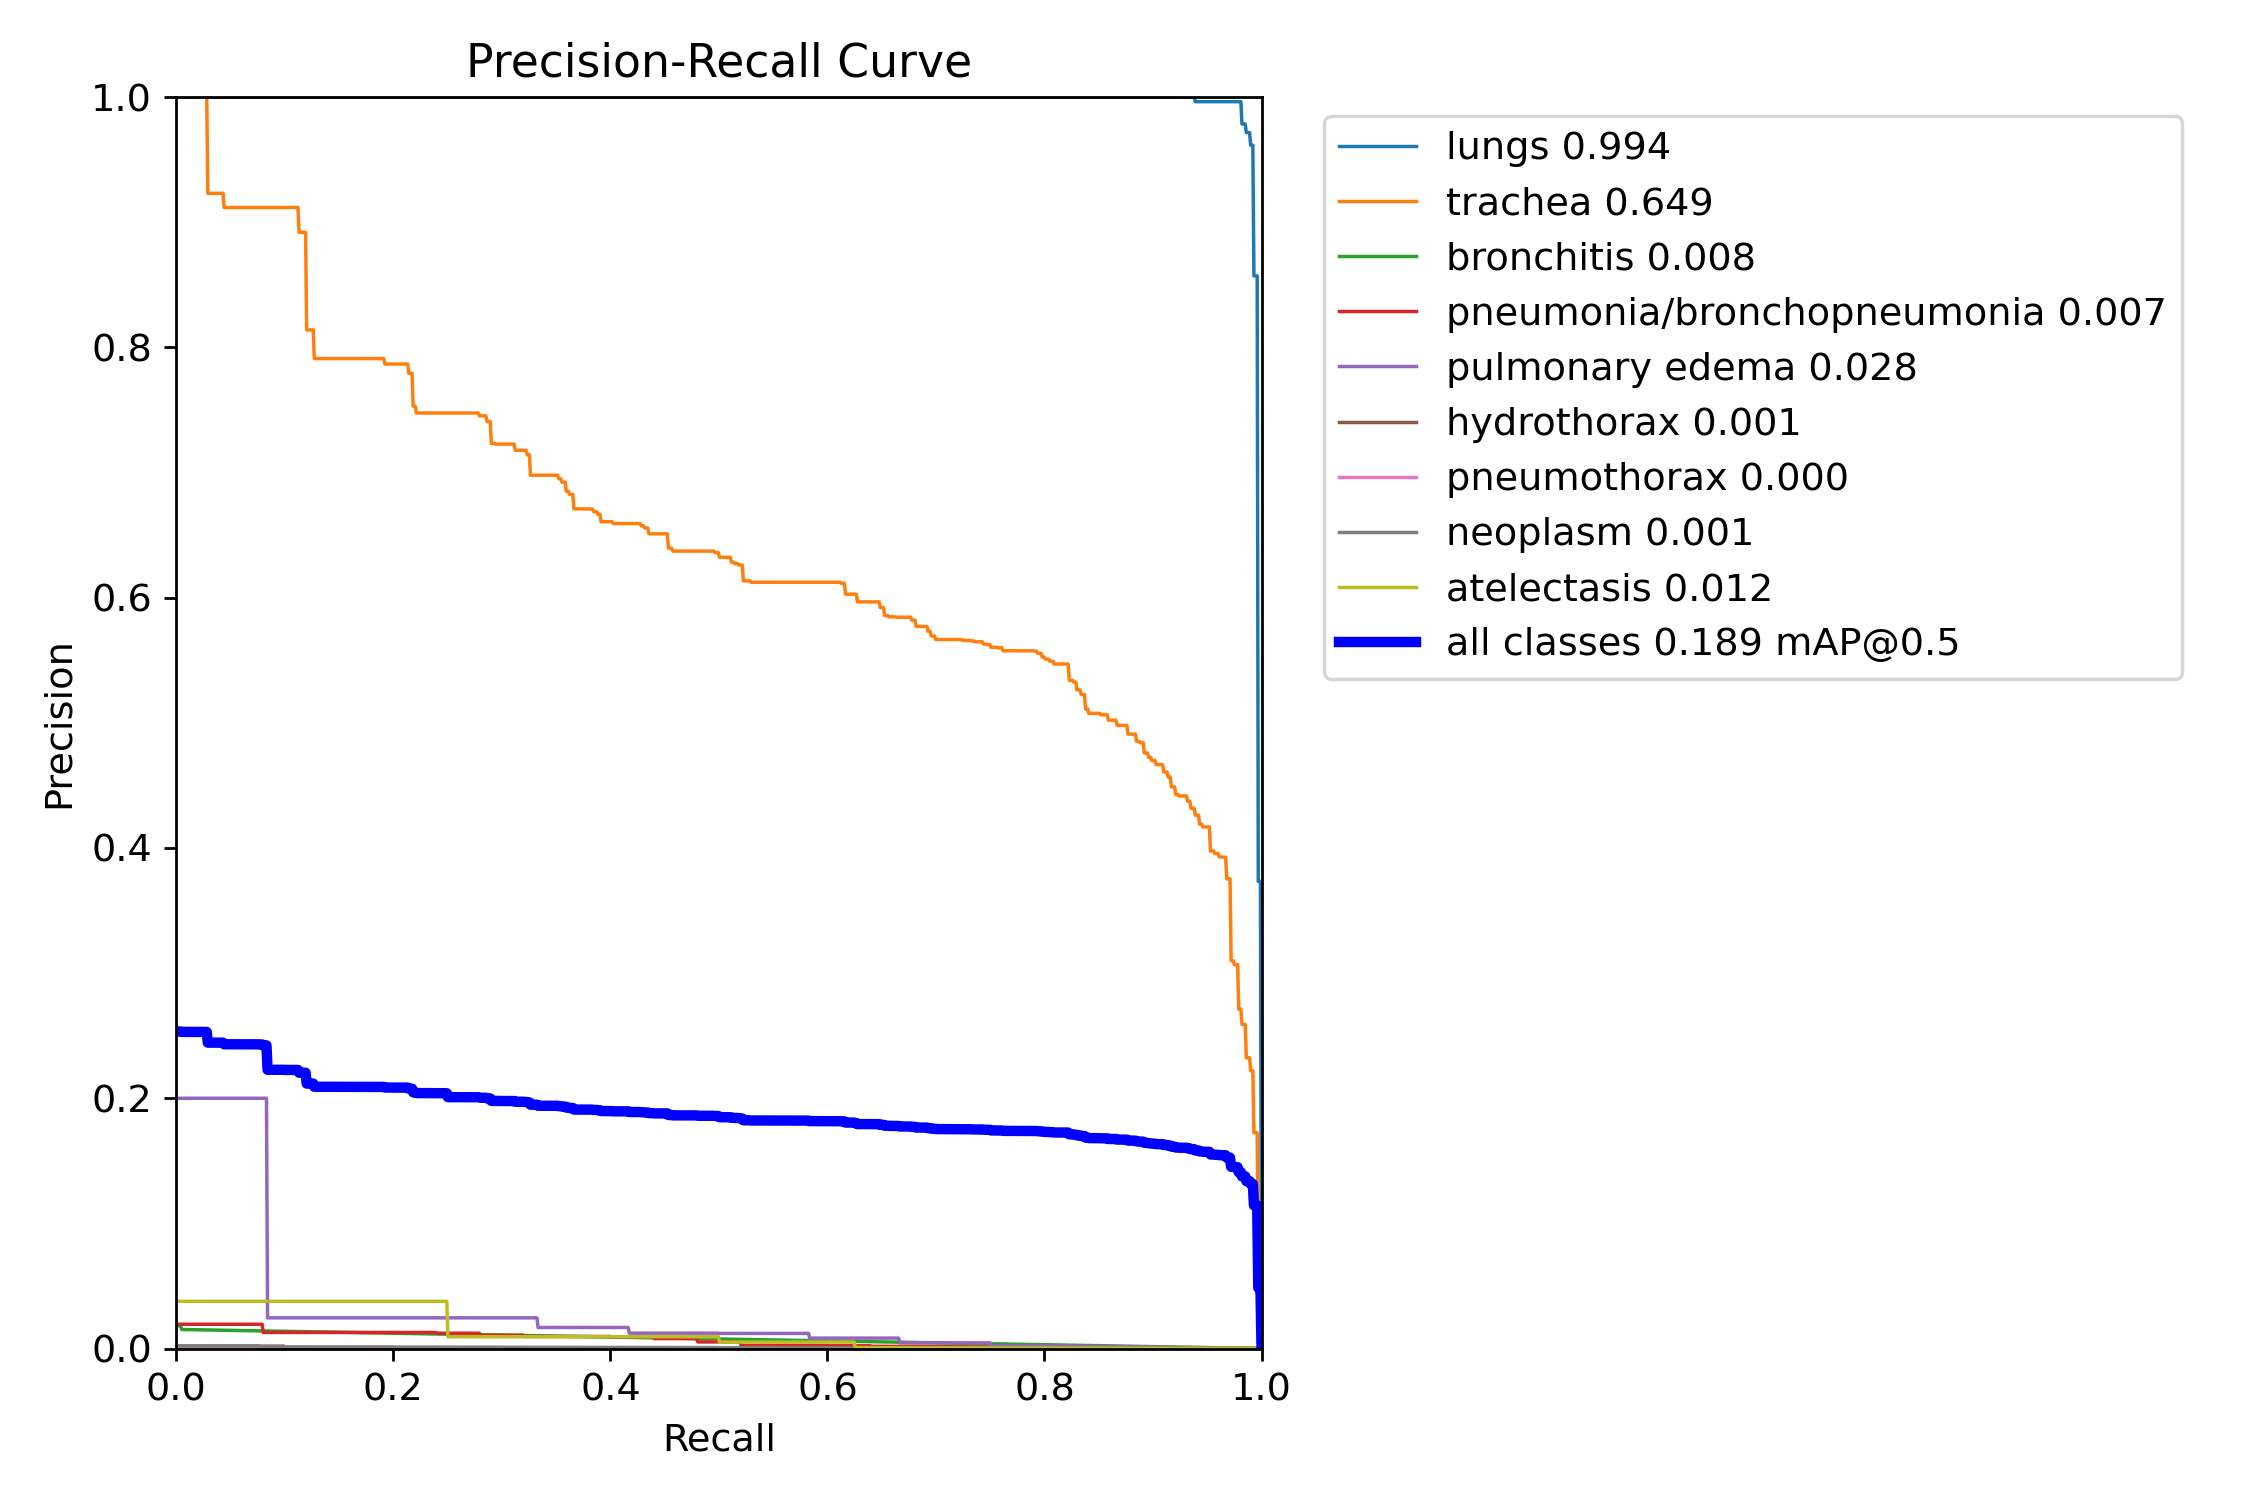 Precision-Recall Curve
1.0
0.8
0.6
0.4
0.2
0.0
Precision
0.0 0.2 0.4 0.6 0.8 1.0
Recall
lungs 0.994
trachea 0.649
bronchitis 0.008
pneumonia/bronchopneumonia 0.007
pulmonary edema 0.028
hydrothorax 0.001
pneumothorax 0.000
neoplasm 0.001
atelectasis 0.012
all classes 0.189 mAP@0.5